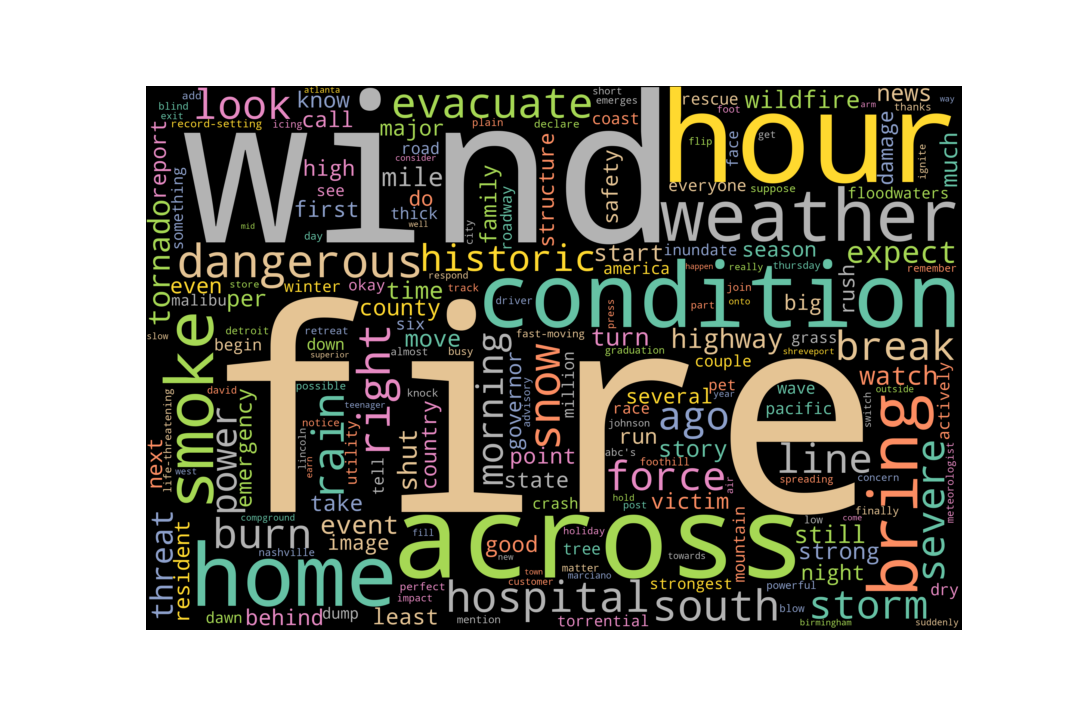 add
atlanta
blind
exit
look
know
evacuate
short
emerges
rescue
wildfire
arm
news
thanks
way
record-setting
icing
call
major
plain
declare
coast
foot
flip
face
get
hour
damage
ignite
much
tornado
report
something
wind
high
see
first
road
consider
mile
do
thick
well
city
family
roadway
structure
safety
everyone
suppose
floodwaters
weather
mid
day
dangerous
historic
start
inundate
season
expect
even
store
winter
okay
time
respond
track
america
happen
really
thursday
rush
remember
malibu
per
county
condition
driver
part
join
onto
big
slow
smoke
detroit
begin
retreat
down
superior
six
move
almost
busy
morning
fast-moving
press
turn
graduation
highway
couple
grass
shreveport
break
life-threatening
david
possible
right
teenager
knock
governor
advisory
snow
million
several
race
pet
year
wave
pacific
watch
outside
switch
actively
next
west
power
emergency
fire
lincoln
earn
notice
rain
utility
tell
shut
country
point
state
johnson
run
abc's
foothill
ago
story
line
spreading
concern
bring
severe
meteorologist
take
force
air
victim
crash
hold
post
threat
resident
compground
burn
nashville
event
image
across
fill
good
new
holiday
tree
matter
marciano
town
customer
towards
mountain
low
come
finally
still
strong
night
powerful
strongest
home
perfect
impact
hospital
south
blow
storm
dry
dawn
behind
dump
least
mention
torrential
birmingham
suddenly